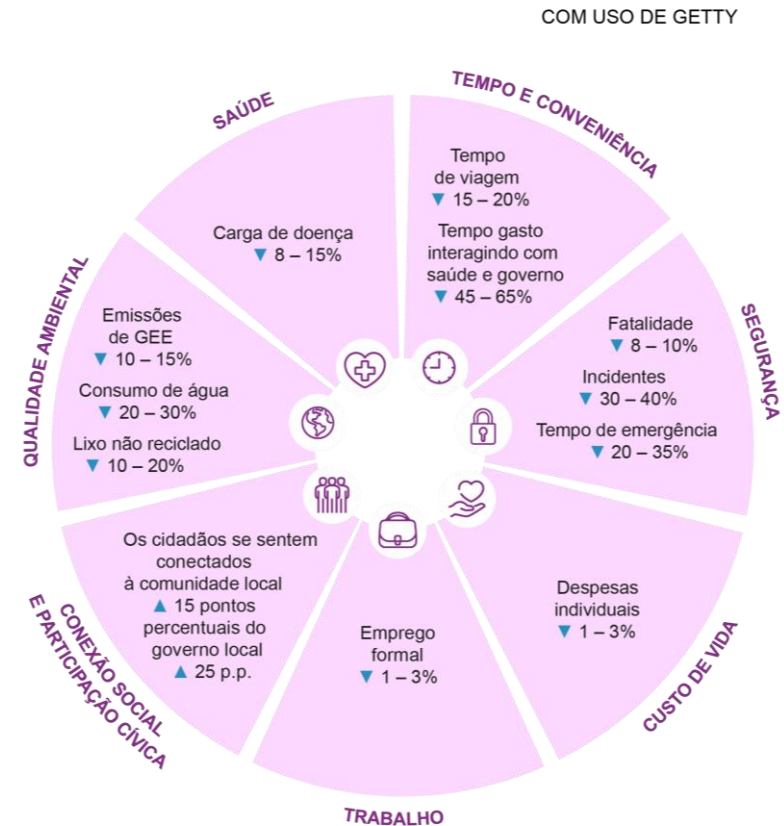 COM USO DE GETTY
TEMPO E CONVENIÊNCIA
Tempo
de viagem
▼ 15 – 20%
Tempo gasto
interagindo com
saúde e governo
▼ 45 – 65%
SEGURANÇA
Fatalidade
▼ 8 – 10%
Incidentes
▼ 30 – 40%
Tempo de emergência
▼ 20 – 35%
CUSTO DE VIDA
Despesas
individuais
▼ 1 – 3%
TRABALHO
Emprego
formal
▼ 1 – 3%
CONEXÃO SOCIAL
E PARTICIPAÇÃO CÍVICA
Os cidadãos se sentem
conectados
à comunidade local
▲ 15 pontos
percentuais do
governo local
▲ 25 p.p.
QUALIDADE AMBIENTAL
Emissões
de GEE
▼ 10 – 15%
Consumo de água
▼ 20 – 30%
Lixo não reciclado
▼ 10 – 20%
SAÚDE
Carga de doença
▼ 8 – 15%